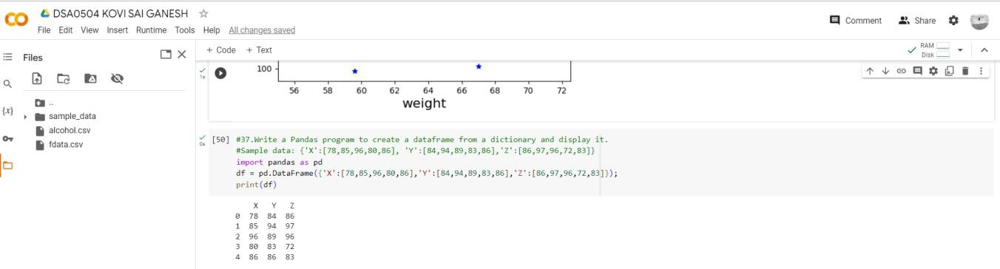 DSA0504 KOVI SAI GANESH
File Edit View Insert Runtime Tools Help All changes saved
Comment Share
Files
+ Code + Text
RAM
Disk
..
sample_data
alcohol.csv
fdata.csv
{x}
1s
100
56 58 60 62 64 66 68 70 72
weight
0s
[50] #37.Write a Pandas program to create a dataframe from a dictionary and display it.
#Sample data: {'X':[78,85,96,80,86], 'Y':[84,94,89,83,86],'Z':[86,97,96,72,83]}
import pandas as pd
df = pd.DataFrame({'X':[78,85,96,80,86],'Y':[84,94,89,83,86],'Z':[86,97,96,72,83]});
print(df)
X Y Z
0 78 84 86
1 85 94 97
2 96 89 96
3 80 83 72
4 86 86 83